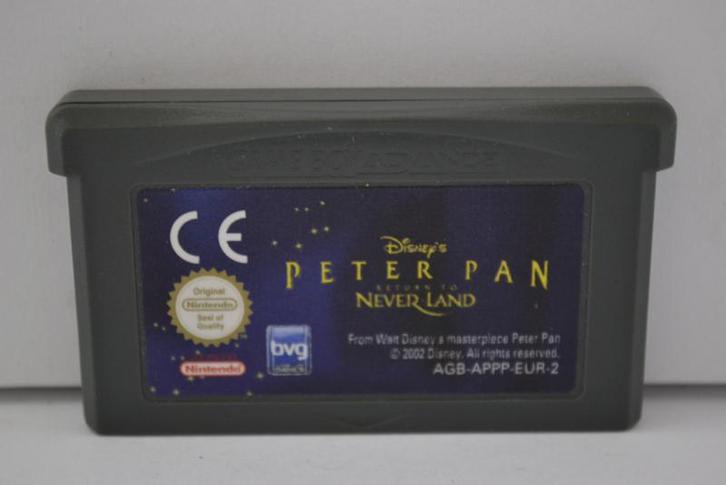 GAME BOY ADVANCE
CE
Original
Nintendo
Seal of
Quality
Nintendo
bvg
Disney's
PETER PAN
RETURN TO
NEVER LAND
From Walt Disney's masterpiece Peter Pan
© 2002 Disney. All rights reserved.
AGB-APPP-EUR-2